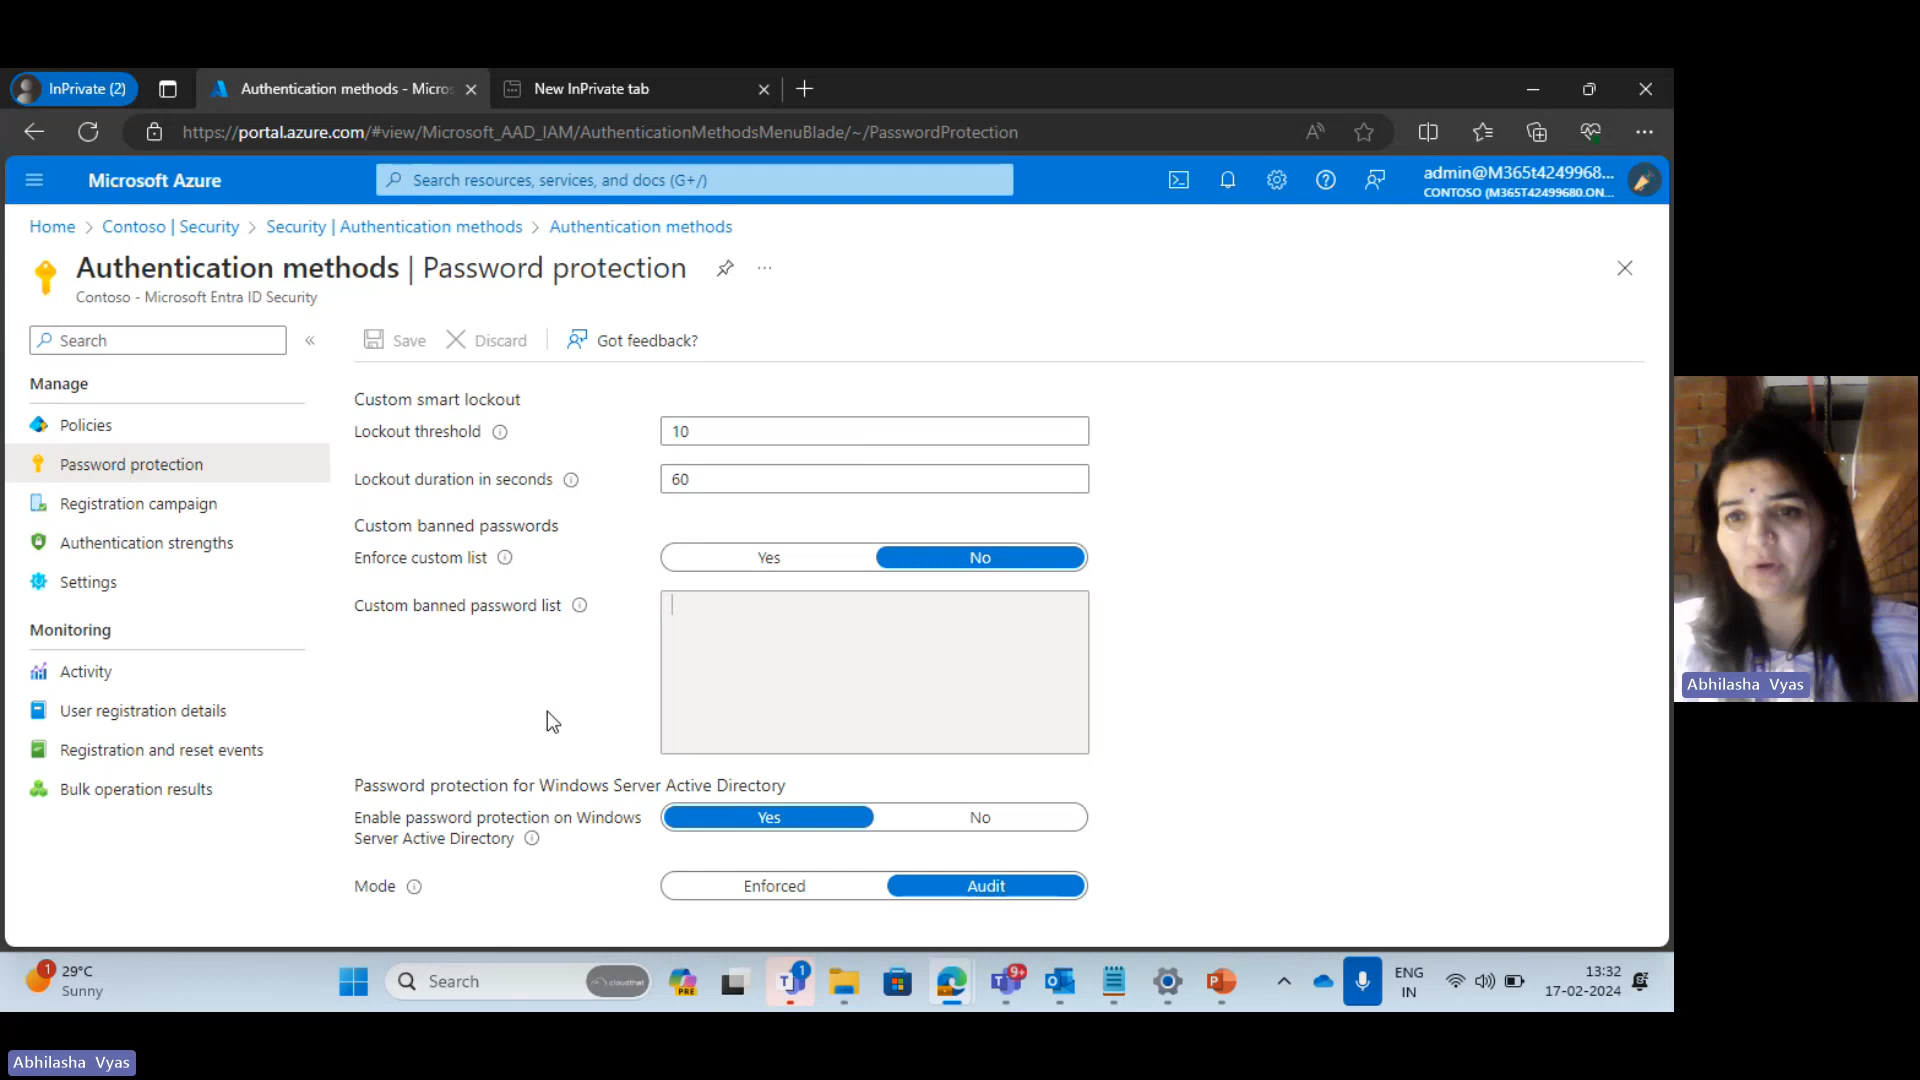 InPrivate (2)
Authentication methods - Micros
New InPrivate tab
https://portal.azure.com/#view/Microsoft_AAD_IAM/AuthenticationMethodsMenuBlade/~/PasswordProtection
Microsoft Azure
Search resources, services, and docs (G+/)
admin@M365t4249968...
CONTOSO (M365T42499680.ON...
Home > Contoso | Security > Security | Authentication methods > Authentication methods
Authentication methods | Password protection
Contoso - Microsoft Entra ID Security
Search
Save
Discard
Got feedback?
Manage
Policies
Password protection
Registration campaign
Authentication strengths
Settings
Monitoring
Activity
User registration details
Registration and reset events
Bulk operation results
Custom smart lockout
Lockout threshold
10
Lockout duration in seconds
60
Custom banned passwords
Enforce custom list
Yes
No
Custom banned password list
Password protection for Windows Server Active Directory
Enable password protection on Windows
Server Active Directory
Yes
No
Mode
Enforced
Audit
Abhilasha Vyas
1
29°C
Sunny
Search
cloudthat
PRE
1
9+
ENG
IN
13:32
17-02-2024
Abhilasha Vyas